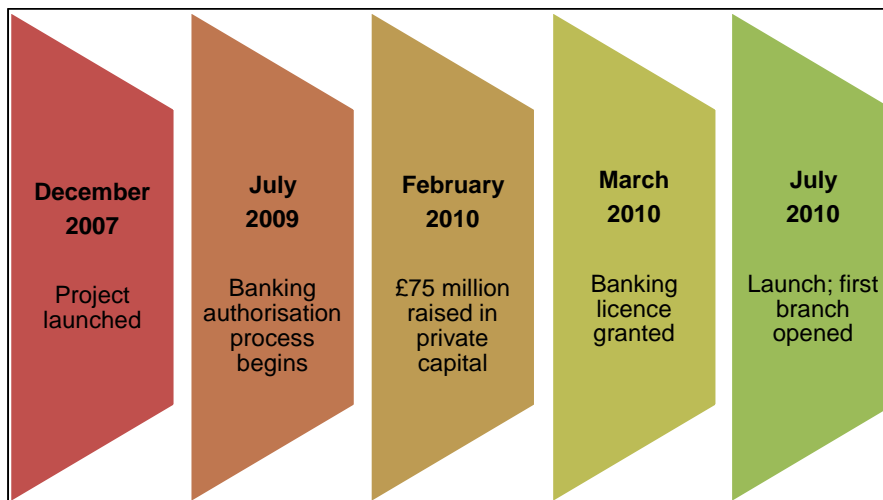 December
2007
Project
launched
July
2009
Banking
authorisation
process
begins
February
2010
£75 million
raised in
private
capital
March
2010
Banking
licence
granted
July
2010
Launch; first
branch
opened